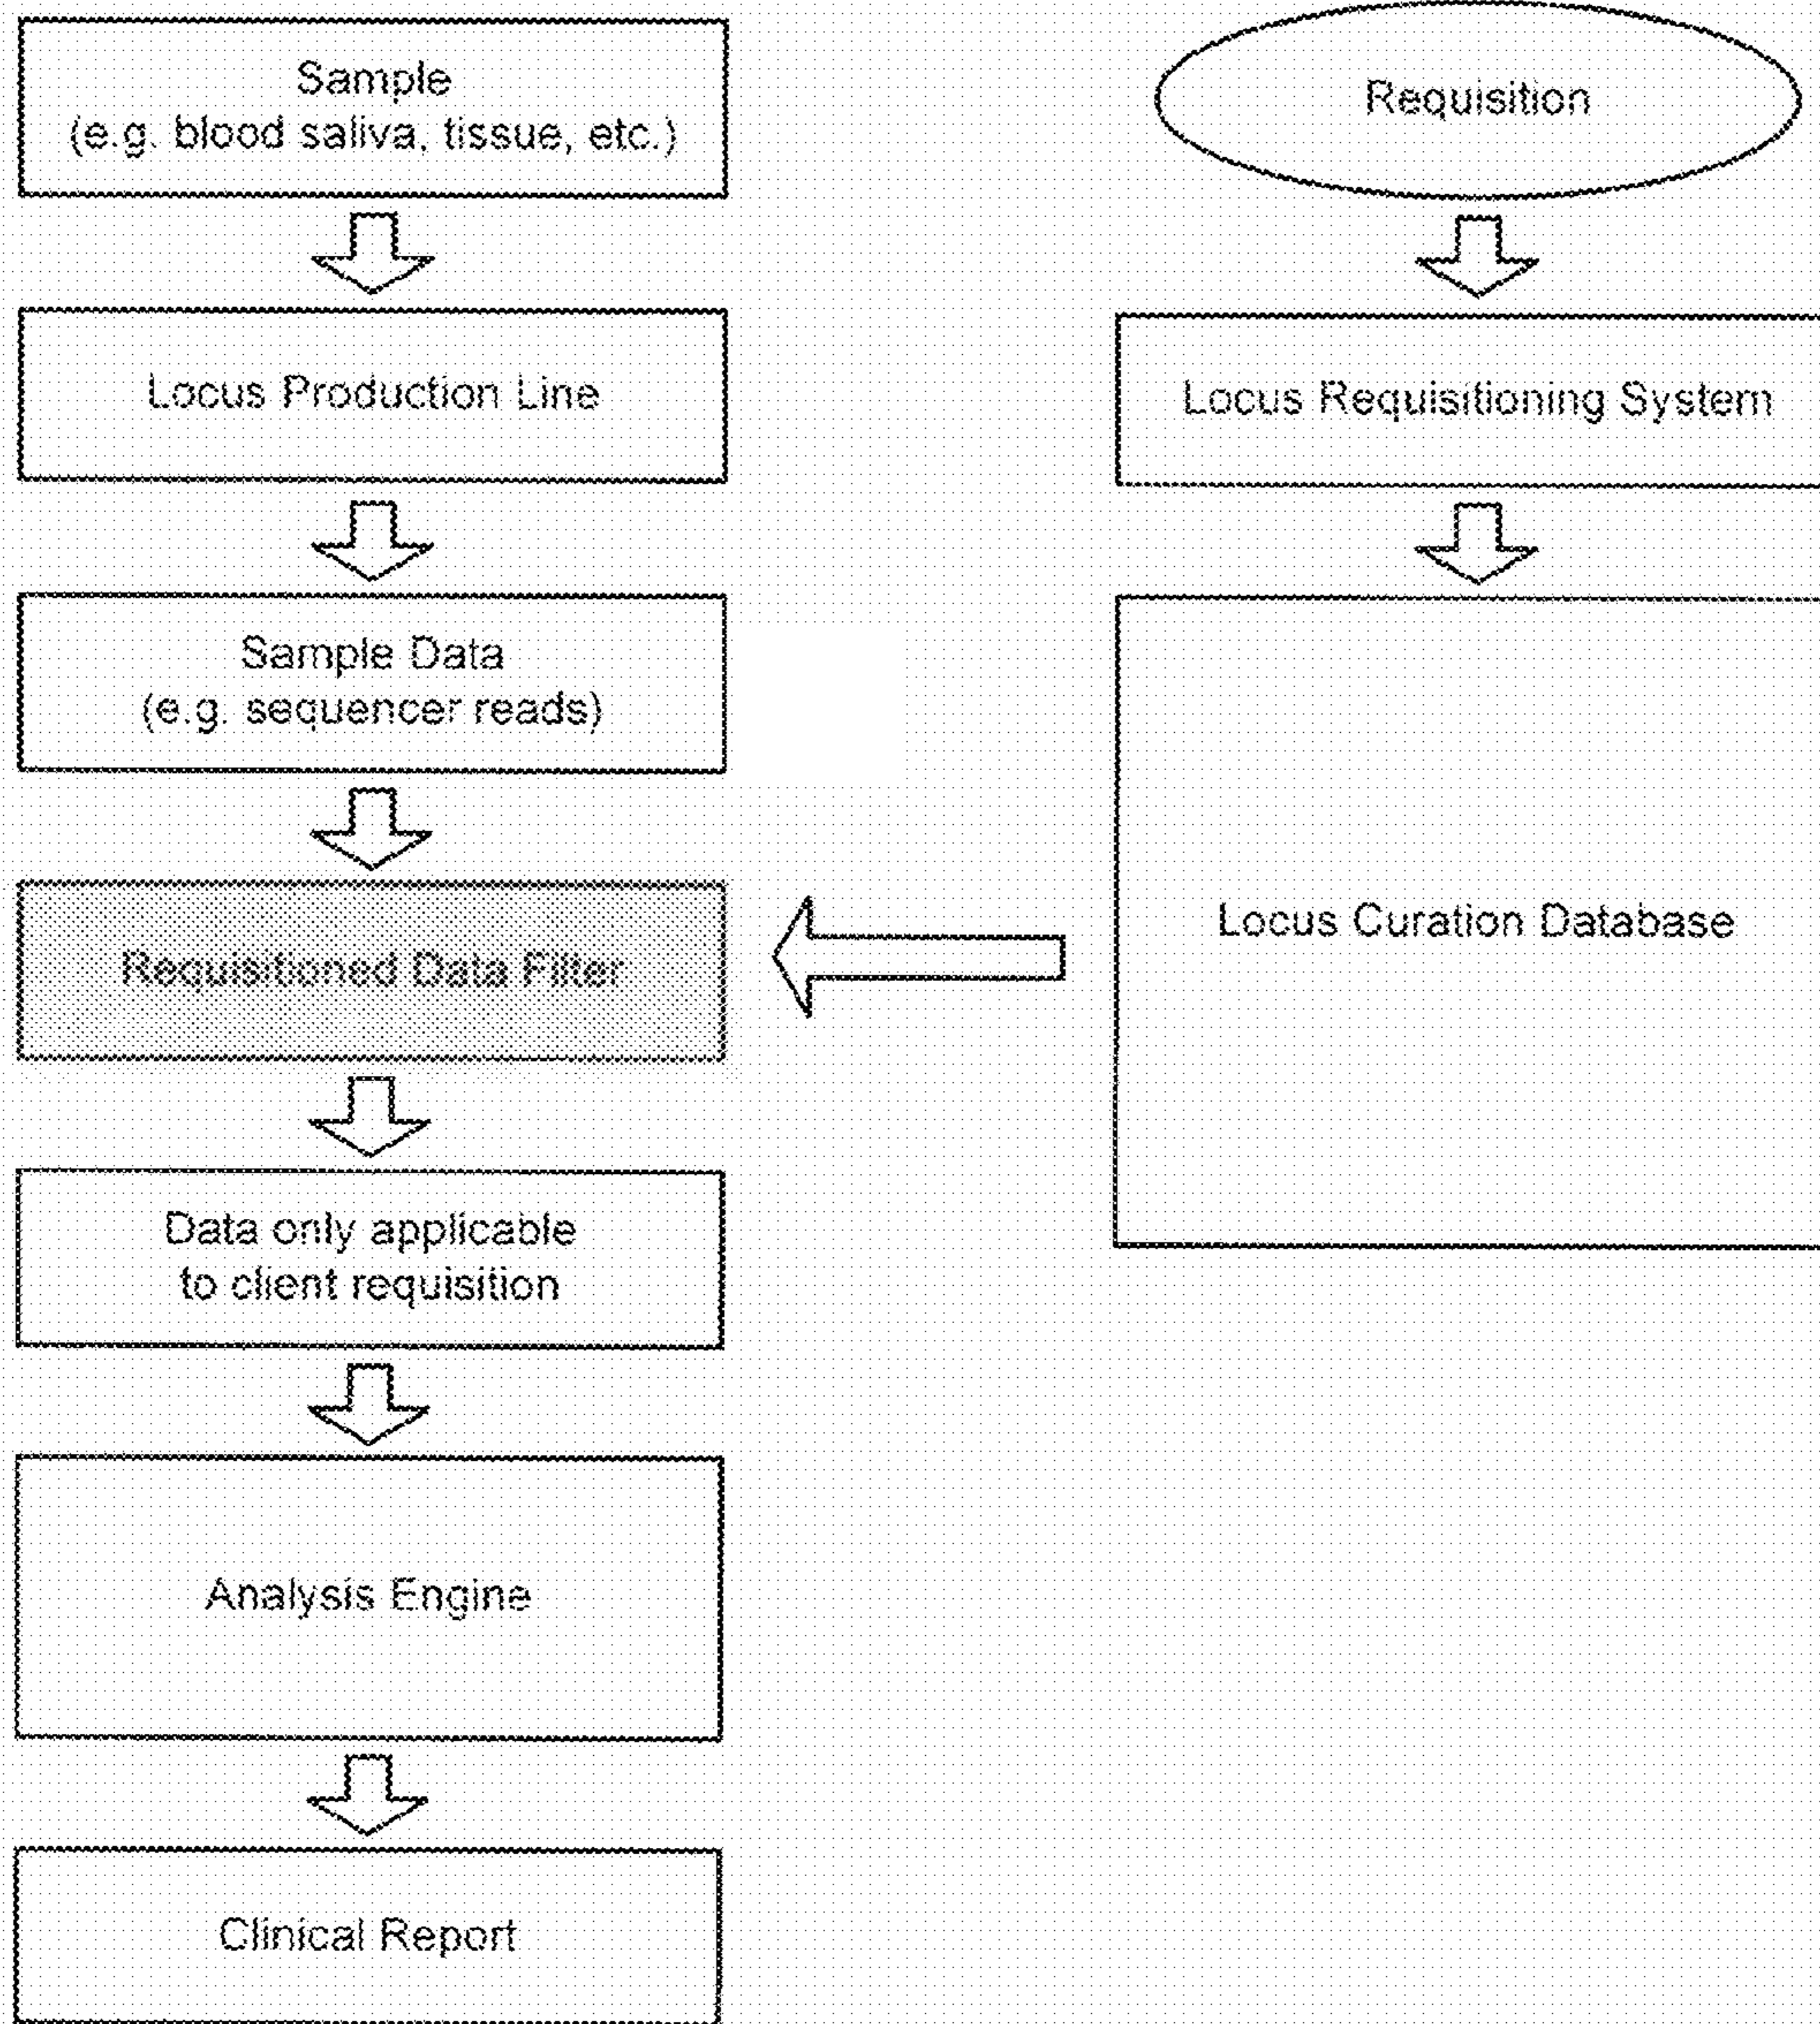 Sample
(e.g. blood saliva, tissue, etc.)
Locus Production Line
Sample Data
(e.g. sequencer reads)
Requisitioned Data Filter
Data only applicable
to client requisition
Analysis Engine
Clinical Report
Requisition
Locus Requisitioning System
Locus Curation Database